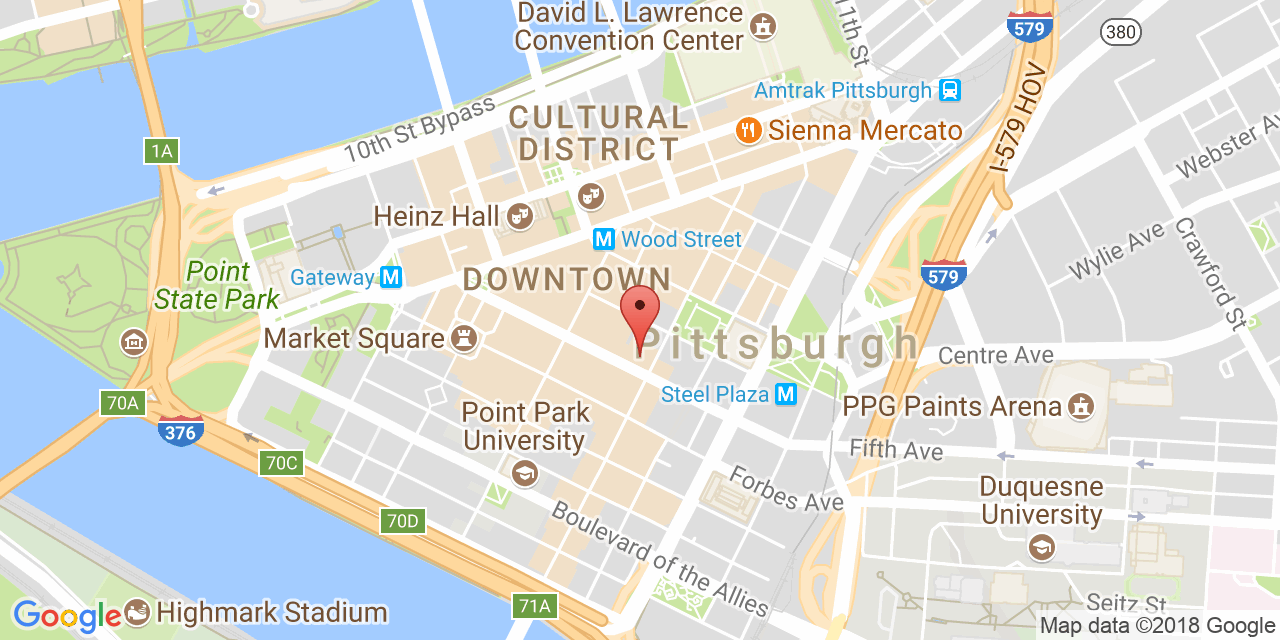 David L. Lawrence
Convention Center
11th St
579
380
I-579 HOV
Amtrak Pittsburgh
10th St Bypass
CULTURAL
DISTRICT
Sienna Mercato
1A
Webster Av
Heinz Hall
Wood Street
M
Wylie Ave
Crawford St
Point
State Park
Gateway
M
DOWNTOWN
579
Market Square
Pittsburgh
Centre Ave
70A
376
Steel Plaza
M
PPG Paints Arena
Point Park
University
Fifth Ave
70C
Forbes Ave
Duquesne
University
70D
Boulevard of the Allies
71A
Google
Highmark Stadium
Seitz St
Map data ©2018 Google